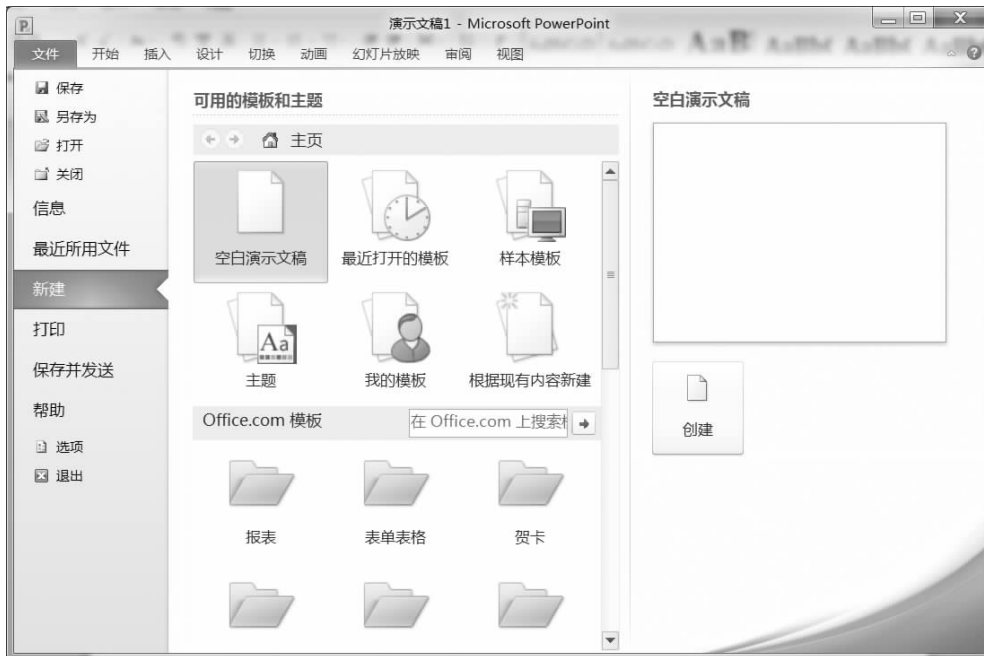 演示文稿1 - Microsoft PowerPoint
文件 开始 插入 设计 切换 动画 幻灯片放映 审阅 视图
保存
另存为
打开
关闭
信息
最近所用文件
新建
打印
保存并发送
帮助
选项
退出
可用的模板和主题
主页
空白演示文稿 最近打开的模板 样本模板
Aa
主题 我的模板 根据现有内容新建
Office.com 模板 在 Office.com 上搜索
报表 表单表格 贺卡
空白演示文稿
创建